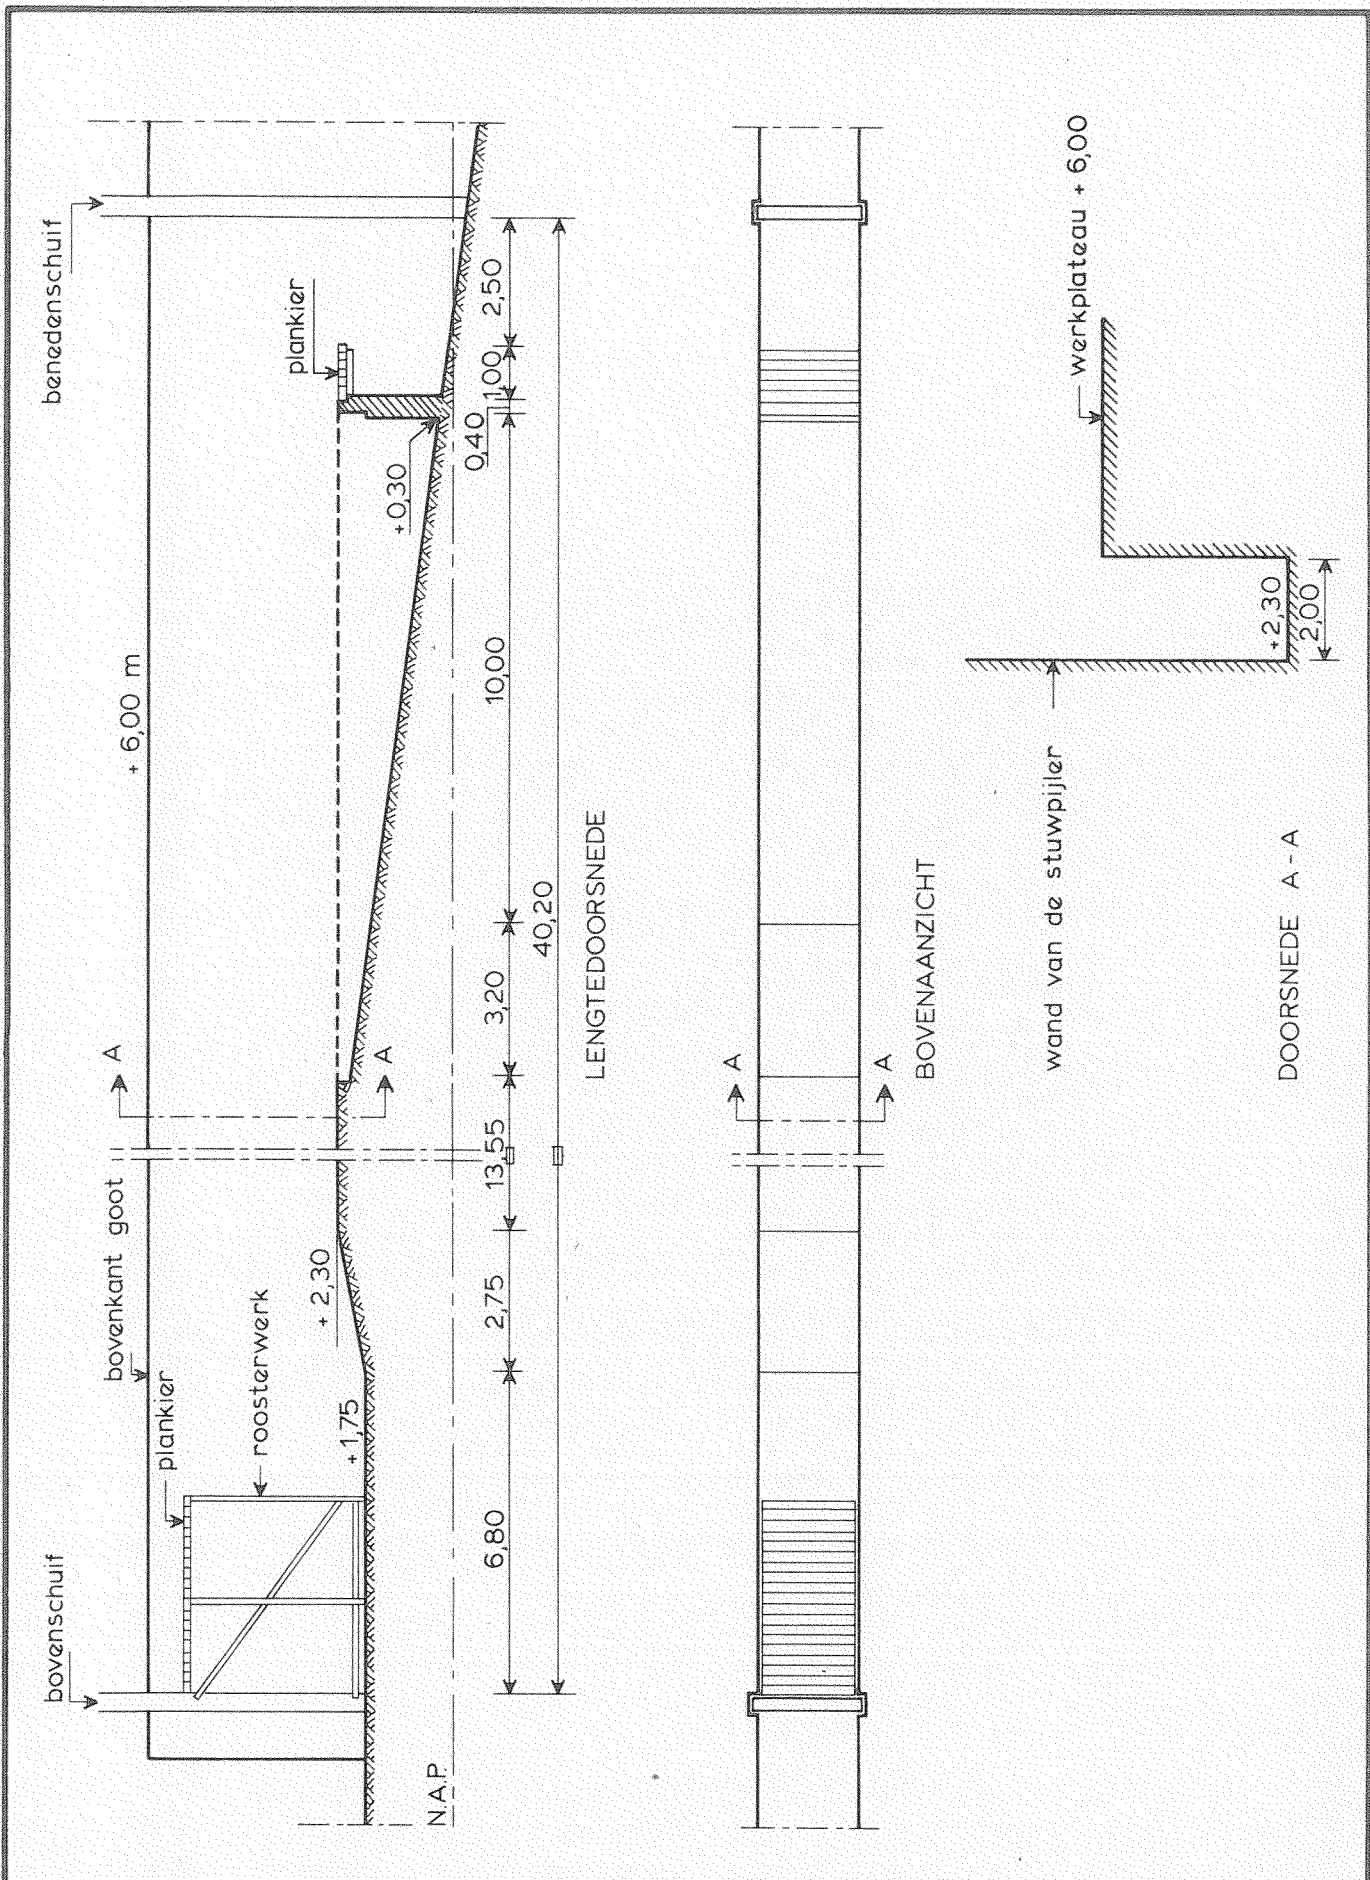 bovenschuif
plankier
bovenkant goot
roosterwerk
+ 6,00 m
benedenschuif
plankier
A
A
+ 2,30
+1,75
+0,30
N.A.P.
6,80
2,75
13,55
3,20
10,00
0,40
1,00
2,50
40,20
LENGTEDOORSNEDE
A
A
BOVENAANZICHT
wand van de stuwpijler
werkplateau + 6,00
+2,30
2,00
DOORSNEDE A-A